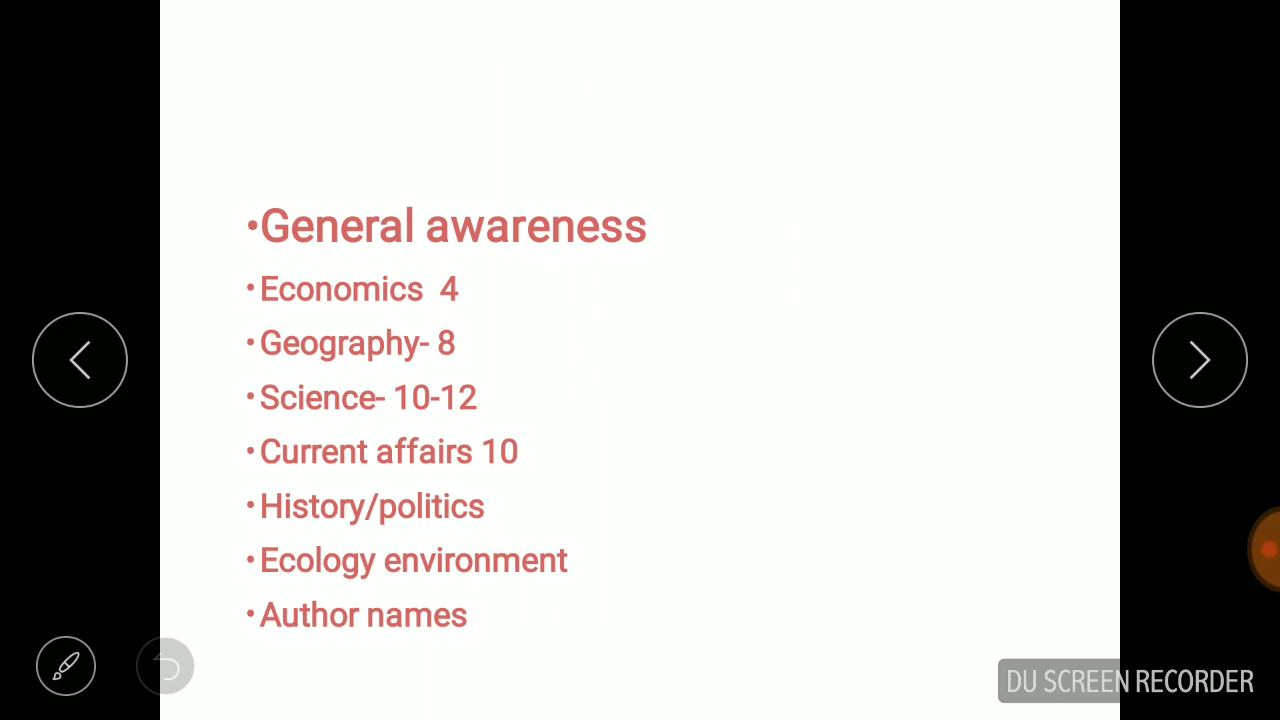 •General awareness
•Economics  4
•Geography- 8
•Science- 10-12
•Current affairs 10
•History/politics
•Ecology environment
•Author names
DU SCREEN RECORDER